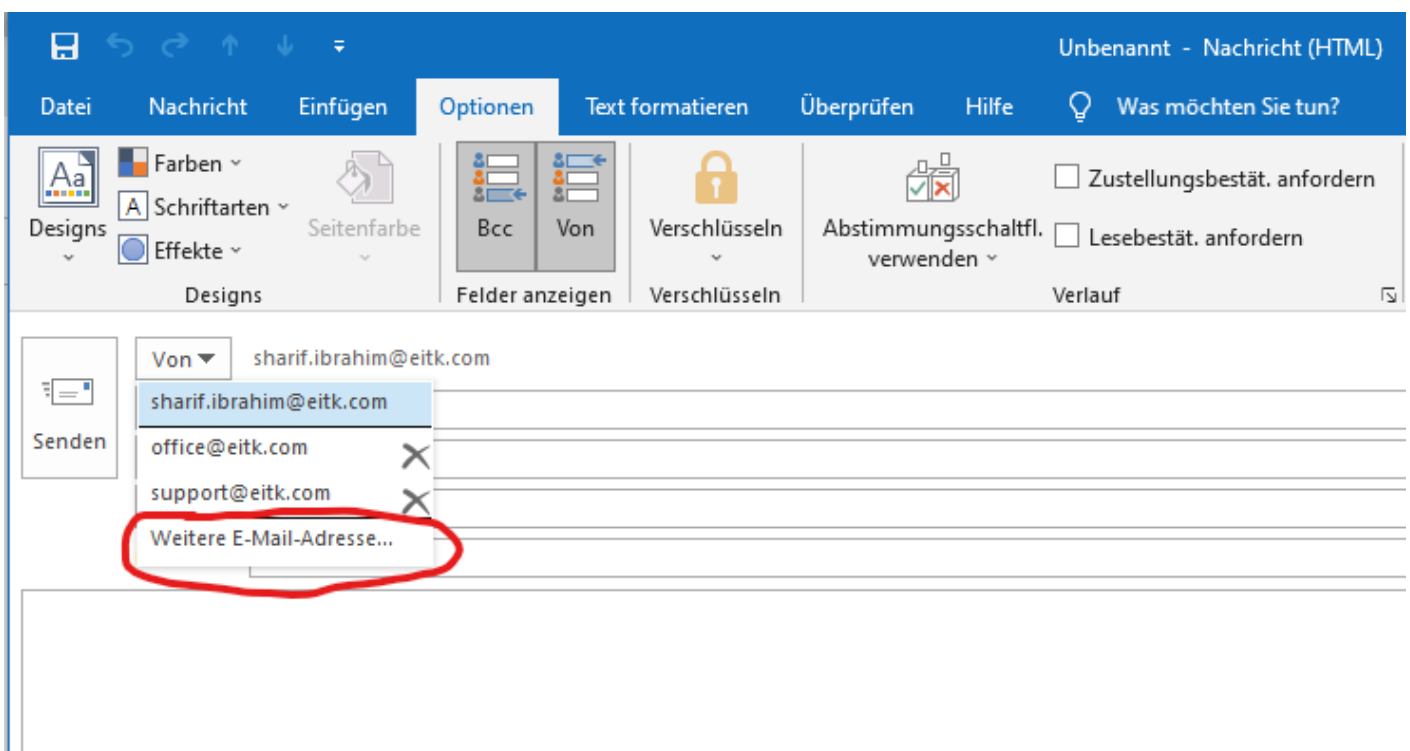 Unbenannt - Nachricht (HTML)
Datei Nachricht Einfügen Optionen Text formatieren Überprüfen Hilfe Was möchten Sie tun?
Aa
Designs
Farben
A Schriftarten
Effekte
Seitenfarbe
Designs
Bcc
Von
Felder anzeigen
Verschlüsseln
Verschlüsseln
Abstimmungsschaltfl.
verwenden
Zustellungsbestät. anfordern
Lesebestät. anfordern
Verlauf
Senden
Von sharif.ibrahim@eitk.com
sharif.ibrahim@eitk.com
office@eitk.com
support@eitk.com
Weitere E-Mail-Adresse...